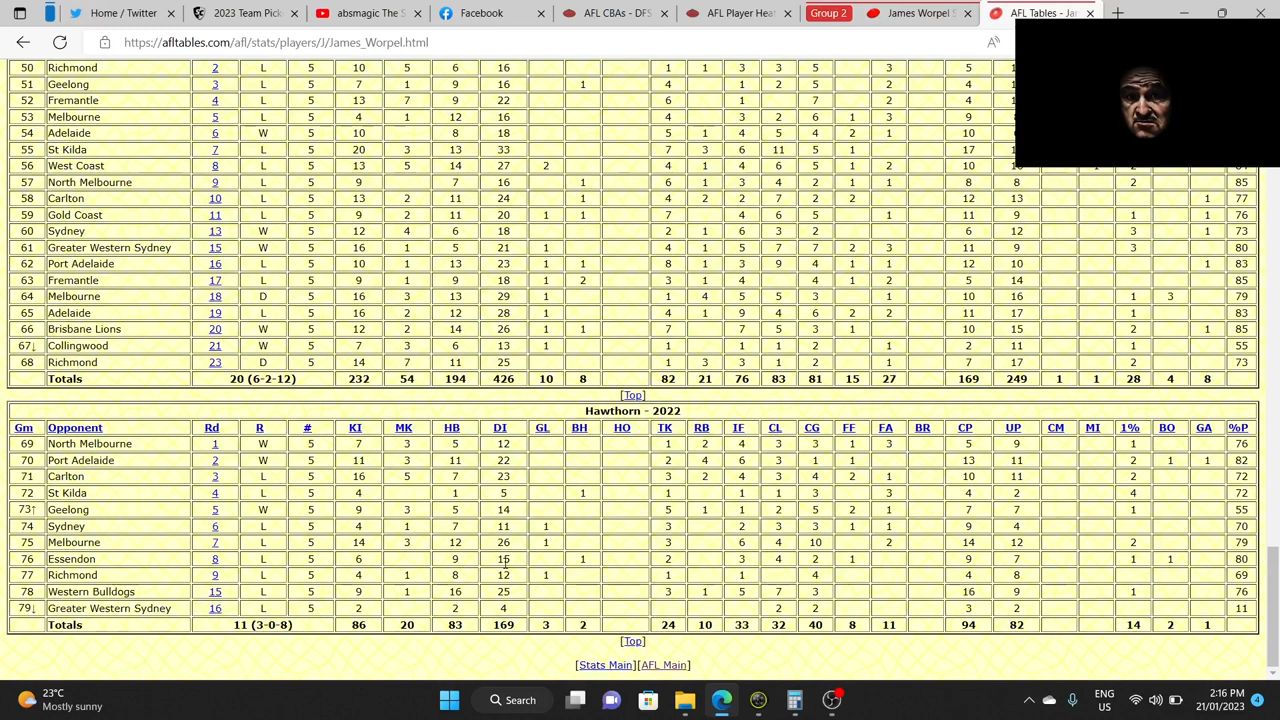 Home / Twitter
2023 Team Pick
absmagic The S
Facebook
AFL CBAs - DFS
AFL Player Heat
Group 2
James Worpel S
AFL Tables - Ja
https://afltables.com/afl/stats/players/J/James_Worpel.html
50 Richmond 2 L 5 10 5 6 16 1 1 3 3 5 3 5
51 Geelong 3 L 5 7 1 9 16 1 4 1 2 5 2 4
52 Fremantle 4 L 5 13 7 9 22 6 1 7 2 4
53 Melbourne 5 L 5 4 1 12 16 4 3 2 6 1 3 9
54 Adelaide 6 W 5 10 8 18 5 1 4 5 4 2 1 10
55 St Kilda 7 L 5 20 3 13 33 7 3 6 11 5 1 17
56 West Coast 8 L 5 13 5 14 27 2 4 1 4 6 5 1 2 10
57 North Melbourne 9 L 5 9 7 16 1 6 1 3 4 2 1 1 8 8 2 85
58 Carlton 10 L 5 13 2 11 24 1 4 2 2 7 2 2 12 13 1 77
59 Gold Coast 11 L 5 9 2 11 20 1 1 7 4 6 5 1 11 9 1 1 76
60 Sydney 13 W 5 12 4 6 18 2 1 6 3 2 6 12 3 1 73
61 Greater Western Sydney 15 W 5 16 1 5 21 1 4 1 5 7 7 2 3 11 9 3 80
62 Port Adelaide 16 L 5 10 1 13 23 1 1 8 1 3 9 4 1 1 12 10 1 83
63 Fremantle 17 L 5 9 1 9 18 1 2 3 1 4 4 1 2 5 14 85
64 Melbourne 18 D 5 16 3 13 29 1 1 4 5 5 3 1 10 16 1 3 79
65 Adelaide 19 L 5 16 2 12 28 1 4 1 9 4 6 2 2 11 17 1 83
66 Brisbane Lions 20 W 5 12 2 14 26 1 1 7 7 5 3 1 10 15 2 1 85
67↓ Collingwood 21 W 5 7 3 6 13 1 1 1 1 2 1 2 11 1 55
68 Richmond 23 D 5 14 7 11 25 1 3 3 1 2 1 7 17 2 73
Totals 20 (6-2-12) 232 54 194 426 10 8 82 21 76 83 81 15 27 169 249 1 1 28 4 8
[Top]
Hawthorn - 2022
Gm Opponent Rd R # KI MK HB DI GL BH HO TK RB IF CL CG FF FA BR CP UP CM MI 1% BO GA %P
69 North Melbourne 1 W 5 7 3 5 12 1 2 4 3 3 1 3 5 9 1 76
70 Port Adelaide 2 W 5 11 3 11 22 2 4 6 3 1 1 13 11 2 1 1 82
71 Carlton 3 L 5 16 5 7 23 3 2 4 3 4 2 1 10 11 2 72
72 St Kilda 4 L 5 4 1 5 1 1 1 1 3 3 4 2 4 72
73↑ Geelong 5 W 5 9 3 5 14 5 1 1 2 5 2 1 7 7 1 55
74 Sydney 6 L 5 4 1 7 11 1 3 2 3 3 1 1 9 4 70
75 Melbourne 7 L 5 14 3 12 26 1 3 6 4 10 2 14 12 2 79
76 Essendon 8 L 5 6 9 15 1 2 3 4 2 1 9 7 1 1 80
77 Richmond 9 L 5 4 1 8 12 1 1 1 4 4 8 69
78 Western Bulldogs 15 L 5 9 1 16 25 3 1 5 7 3 16 9 1 76
79↓ Greater Western Sydney 16 L 5 2 2 4 2 2 3 2 11
Totals 11 (3-0-8) 86 20 83 169 3 2 24 10 33 32 40 8 11 94 82 14 2 1
[Top]
[Stats Main][AFL Main]
23°C
Mostly sunny
Search
ENG
US
2:16 PM
21/01/2023
4